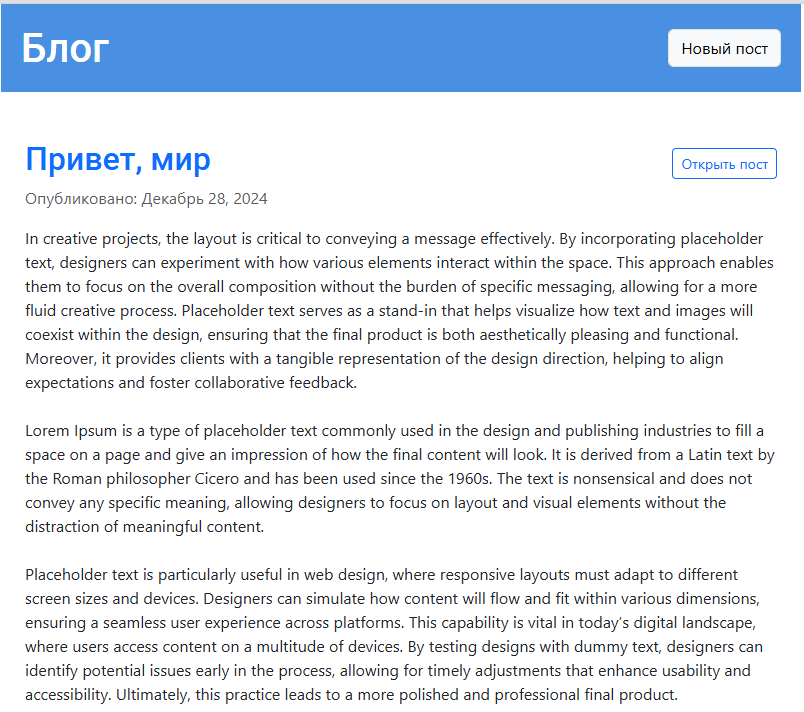 Блог
Новый пост
Привет, мир
Открыть пост
Опубликовано: Декабрь 28, 2024
In creative projects, the layout is critical to conveying a message effectively. By incorporating placeholder
text, designers can experiment with how various elements interact within the space. This approach enables
them to focus on the overall composition without the burden of specific messaging, allowing for a more
fluid creative process. Placeholder text serves as a stand-in that helps visualize how text and images will
coexist within the design, ensuring that the final product is both aesthetically pleasing and functional.
Moreover, it provides clients with a tangible representation of the design direction, helping to align
expectations and foster collaborative feedback.
Lorem Ipsum is a type of placeholder text commonly used in the design and publishing industries to fill a
space on a page and give an impression of how the final content will look. It is derived from a Latin text by
the Roman philosopher Cicero and has been used since the 1960s. The text is nonsensical and does not
convey any specific meaning, allowing designers to focus on layout and visual elements without the
distraction of meaningful content.
Placeholder text is particularly useful in web design, where responsive layouts must adapt to different
screen sizes and devices. Designers can simulate how content will flow and fit within various dimensions,
ensuring a seamless user experience across platforms. This capability is vital in today’s digital landscape,
where users access content on a multitude of devices. By testing designs with dummy text, designers can
identify potential issues early in the process, allowing for timely adjustments that enhance usability and
accessibility. Ultimately, this practice leads to a more polished and professional final product.